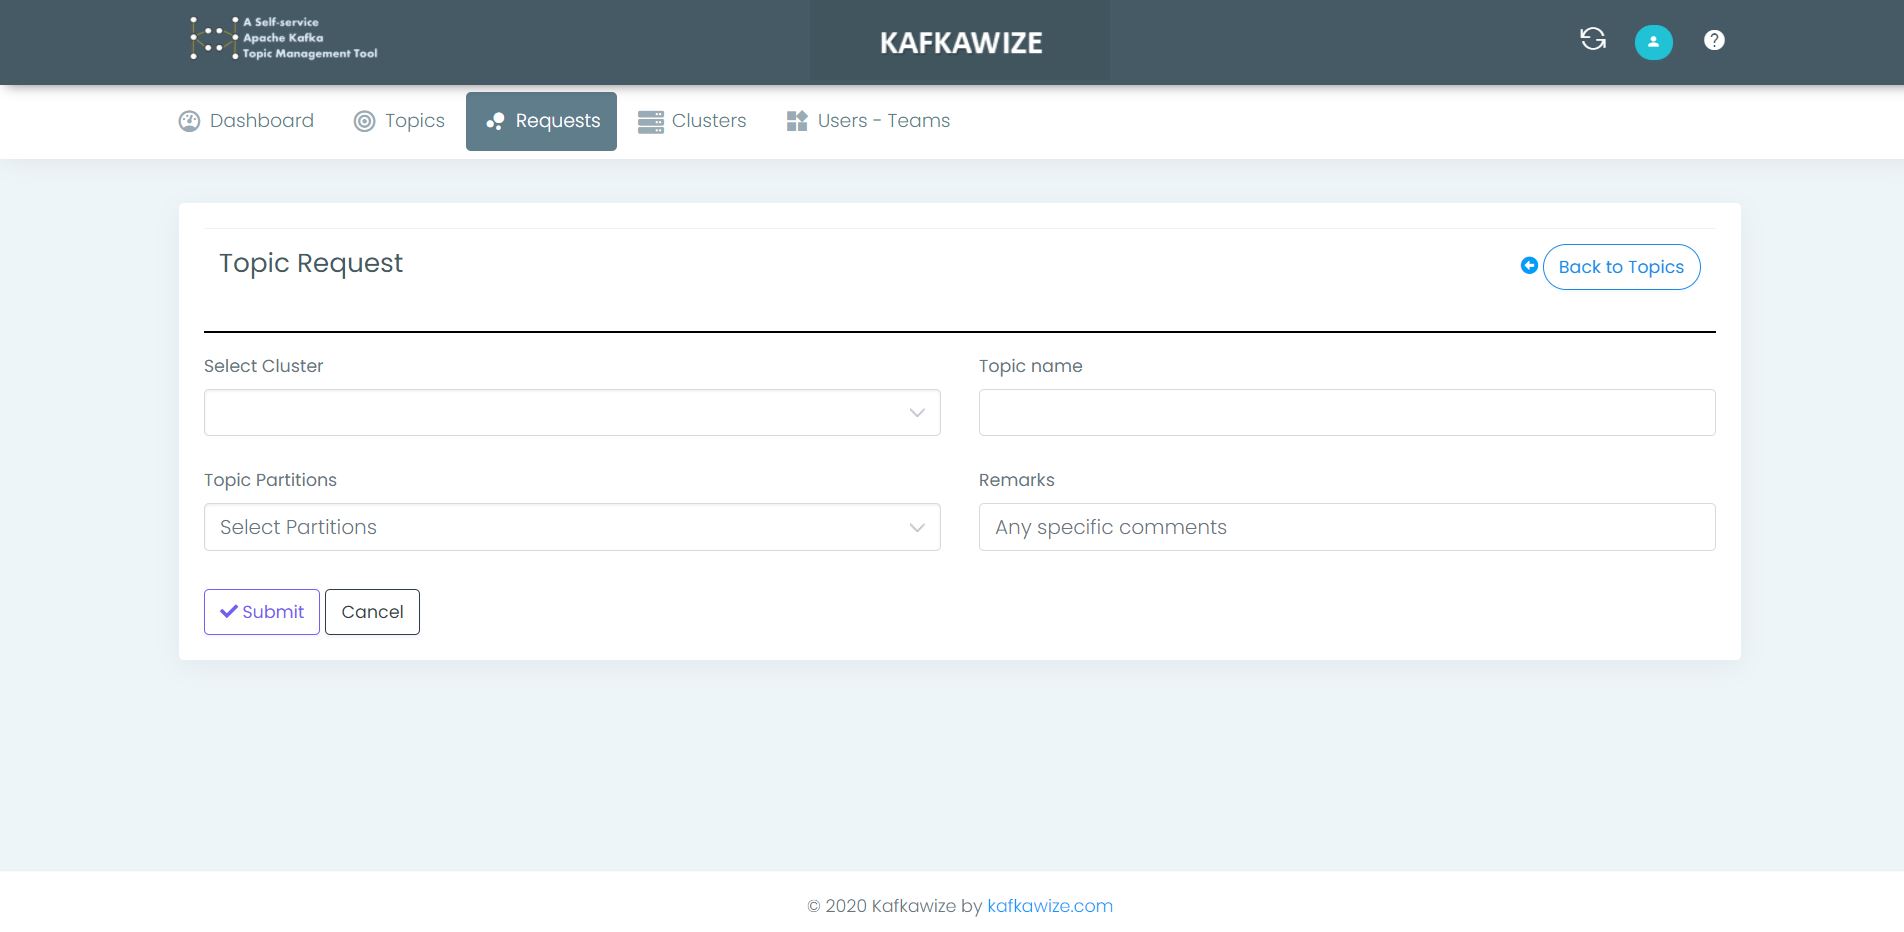 A Self-service
Apache Kafka
Topic Management Tool
KAFKAWIZE
Dashboard
Topics
Requests
Clusters
Users - Teams
Topic Request
Back to Topics
Select Cluster
Topic name
Topic Partitions
Remarks
Select Partitions
Any specific comments
Submit
Cancel
© 2020 Kafkawize by kafkawize.com